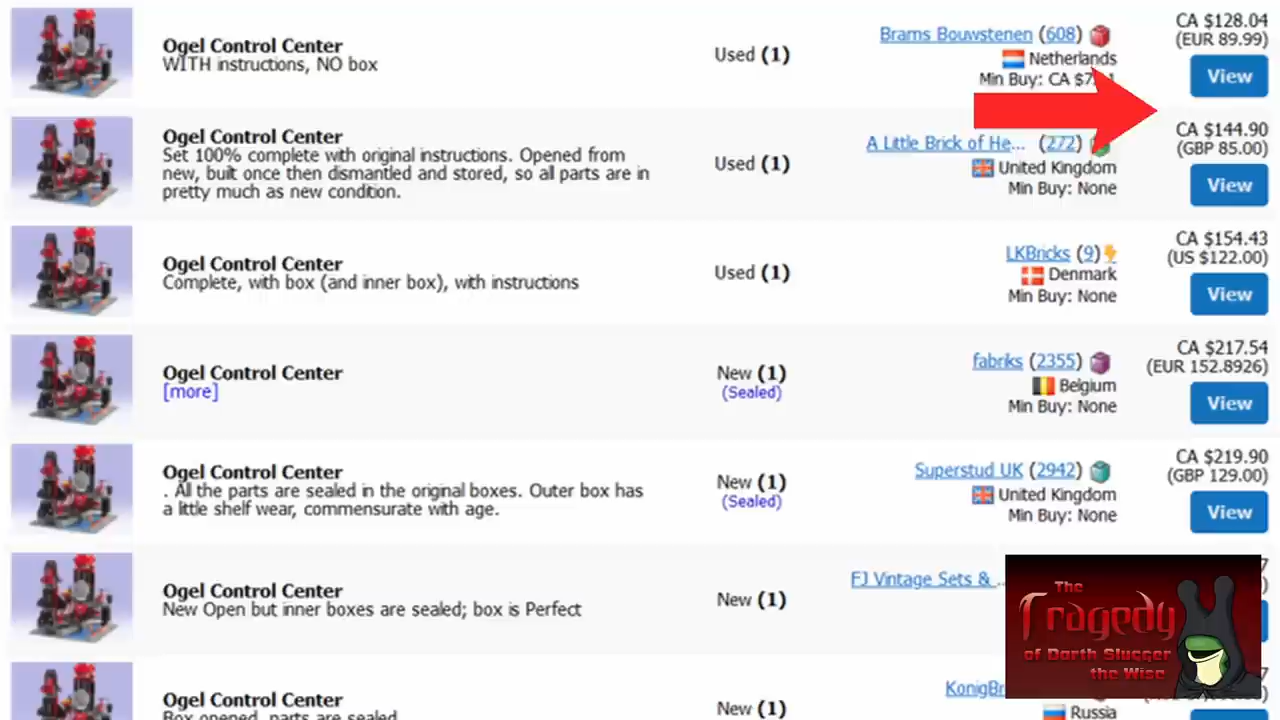 Ogel Control Center
WITH instructions, NO box
Used (1)
Brams Bouwstenen (608)
Netherlands
CA $128.04
(EUR 89.99)
View
Ogel Control Center
Set 100% complete with original instructions. Opened from
new, built once then dismantled and stored, so all parts are in
pretty much as new condition.
Used (1)
A Little Brick of He... (272)
United Kingdom
Min Buy: None
CA $144.90
(GBP 85.00)
View
Ogel Control Center
Complete, with box (and inner box), with instructions
Used (1)
LKBricks (9)
Denmark
Min Buy: None
CA $154.43
(US $122.00)
View
Ogel Control Center
[more]
New (1)
(Sealed)
fabriks (2355)
Belgium
Min Buy: None
CA $217.54
(EUR 152.8926)
View
Ogel Control Center
. All the parts are sealed in the original boxes. Outer box has
a little shelf wear, commensurate with age.
New (1)
(Sealed)
Superstud UK (2942)
United Kingdom
Min Buy: None
CA $219.90
(GBP 129.00)
View
Ogel Control Center
New Open but inner boxes are sealed; box is Perfect
New (1)
FJ Vintage Sets &
The
Tragedy
of Darth Slugger
the Wise
Ogel Control Center
Box opened, parts are sealed
New (1)
Russia